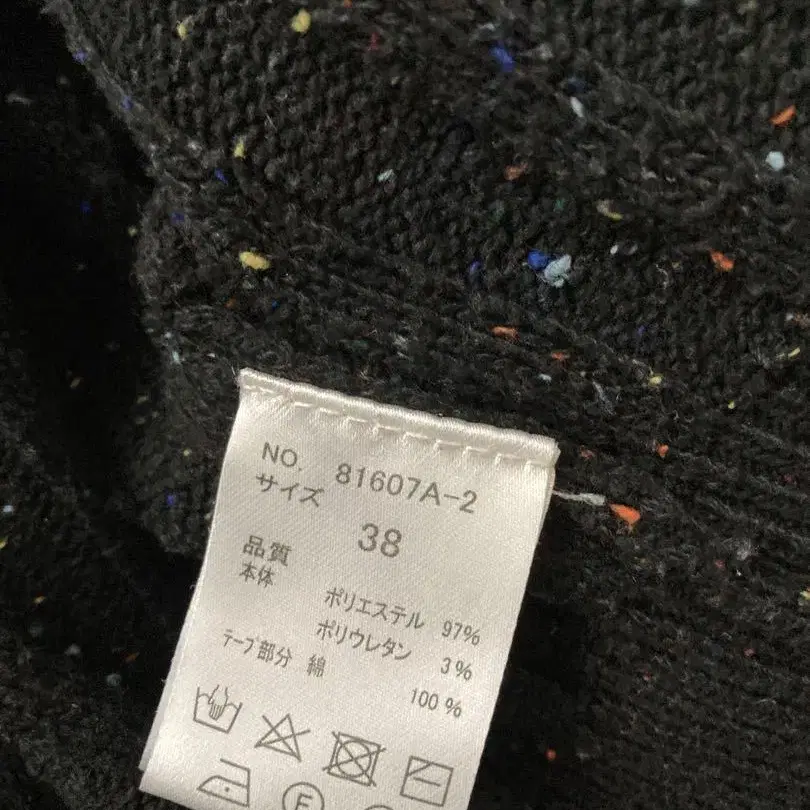 NO. 81607A-2
サイズ 38
品質
本体
ポリエステル 97%
ポリウレタン 3%
テープ部分 綿 100%
F